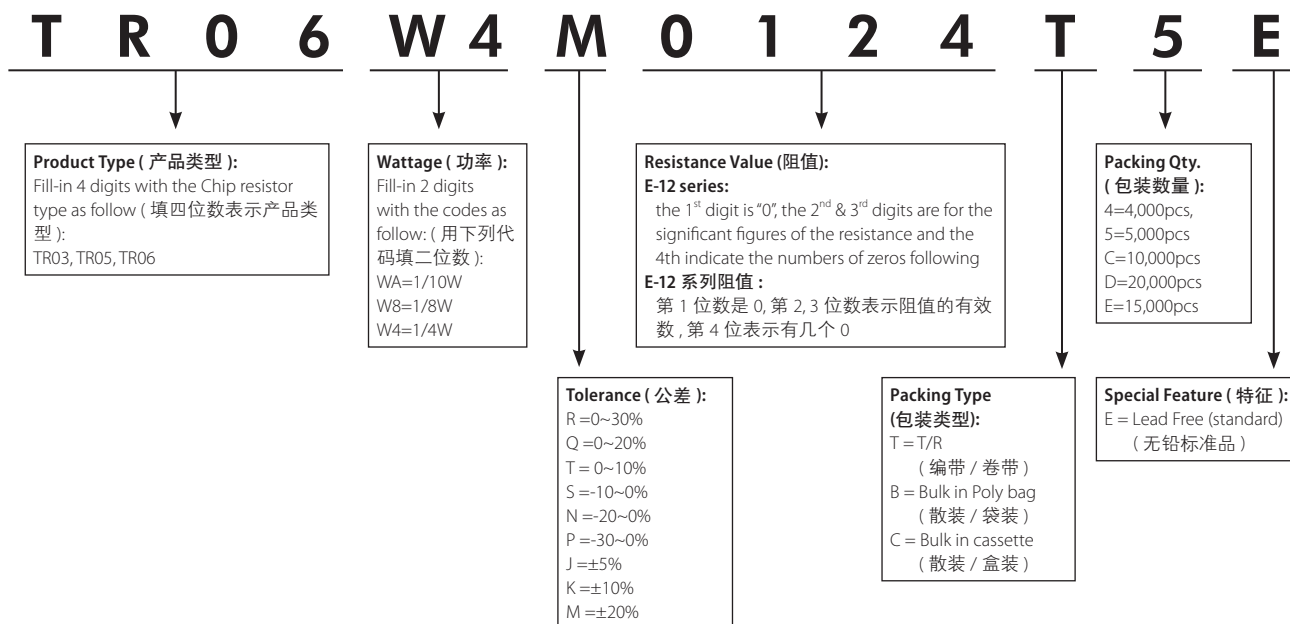 T R 0 6 W 4 M 0 1 2 4 T 5 E
Product Type ( 产品类型 ):
Fill-in 4 digits with the Chip resistor
type as follow ( 填四位数表示产品类
型 ):
TR03, TR05, TR06
Wattage ( 功率 ):
Fill-in 2 digits
with the codes as
follow: ( 用下列代
码填二位数 ):
WA=1/10W
W8=1/8W
W4=1/4W
Resistance Value (阻值):
E-12 series:
the 1st digit is “0”, the 2nd & 3rd digits are for the
significant figures of the resistance and the
4th indicate the numbers of zeros following
E-12 系列阻值 :
第 1 位数是 0, 第 2, 3 位数表示阻值的有效
数 , 第 4 位表示有几个 0
Packing Qty.
( 包装数量 ):
4=4,000pcs,
5=5,000pcs
C=10,000pcs
D=20,000pcs
E=15,000pcs
Tolerance ( 公差 ):
R =0~30%
Q =0~20%
T = 0~10%
S =-10~0%
N =-20~0%
P =-30~0%
J =±5%
K =±10%
M =±20%
Packing Type
(包装类型):
T = T/R
( 编带 / 卷带 )
B = Bulk in Poly bag
( 散装 / 袋装 )
C = Bulk in cassette
( 散装 / 盒装 )
Special Feature ( 特征 ):
E = Lead Free (standard)
( 无铅标准品 )